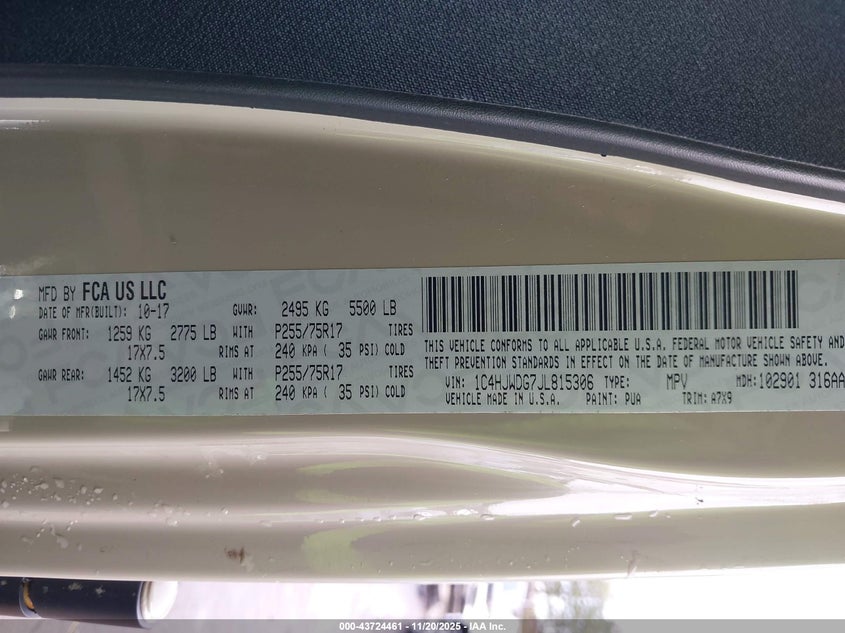 MFD BY FCA US LLC
DATE OF MFR(BUILT): 10-17 GVWR: 2495 KG 5500 LB
GAWR FRONT: 1259 KG 2775 LB WITH P255/75R17 TIRES
17X7.5 RIMS AT 240 KPA ( 35 PSI) COLD
GAWR REAR: 1452 KG 3200 LB WITH P255/75R17 TIRES
17X7.5 RIMS AT 240 KPA ( 35 PSI) COLD
THIS VEHICLE CONFORMS TO ALL APPLICABLE U.S.A. FEDERAL MOTOR VEHICLE SAFETY AND
THEFT PREVENTION STANDARDS IN EFFECT ON THE DATE OF MANUFACTURE SHOWN ABOVE.
VIN: 1C4HJWDG7JL815306 TYPE: MPV MDH:102901 316AA
VEHICLE MADE IN U.S.A. PAINT: PUA TRIM: A7X9
000-43724461 - 11/20/2025 - IAA Inc.